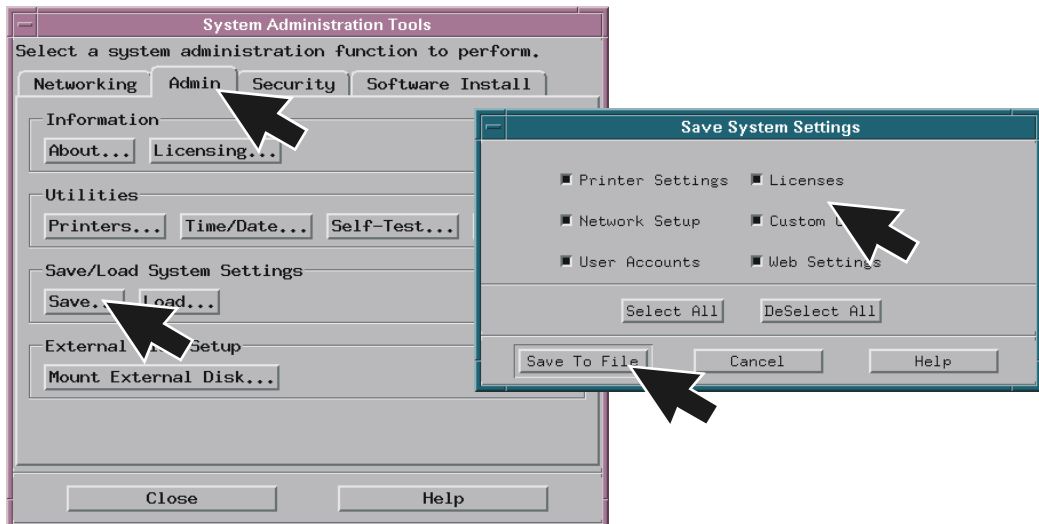 System Administration Tools
Select a system administration function to perform.
Networking Admin Security Software Install
Information
About... Licensing...
Utilities
Printers... Time/Date... Self-Test...
Save/Load System Settings
Save... Load...
External Setup
Mount External Disk...
Close Help
Save System Settings
Printer Settings Licenses
Network Setup Custom
User Accounts Web Settings
Select All DeSelect All
Save To File Cancel Help